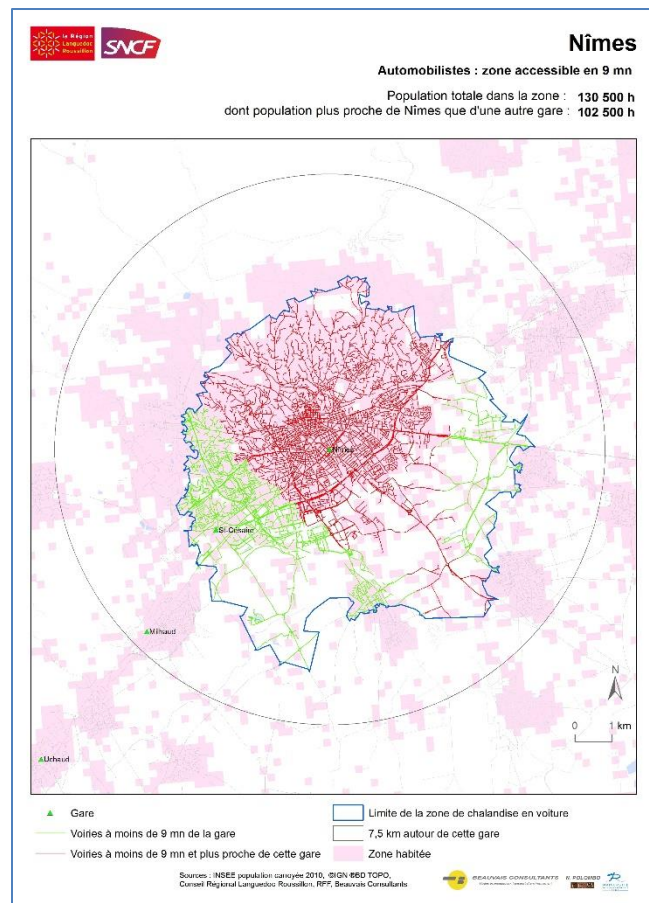 la Région
Languedoc
Roussillon
SNCF
Nîmes
Automobilistes : zone accessible en 9 mn
Population totale dans la zone : 130 500 h
dont population plus proche de Nîmes que d'une autre gare : 102 500 h
Nîmes
St-Césaire
Milhaud
Uchaud
N
0 1 km
Gare
Limite de la zone de chalandise en voiture
Voiries à moins de 9 mn de la gare
7,5 km autour de cette gare
Voiries à moins de 9 mn et plus proche de cette gare
Zone habitée
Sources : INSEE population carroyée 2010, ©IGN ©BD TOPO,
Conseil Régional Languedoc Roussillon, RFF, Beauvais Consultants
BEAUVAIS CONSULTANTS
N. POLOMBO